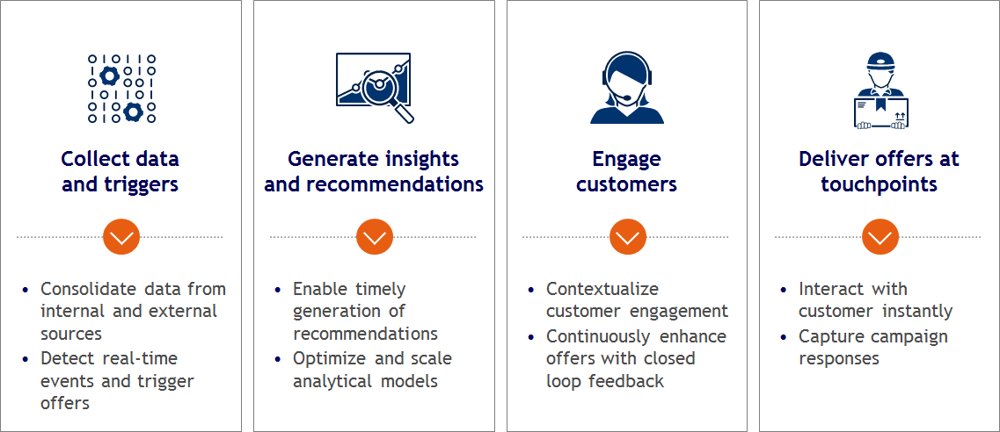 Collect data
and triggers
• Consolidate data from
internal and external
sources
• Detect real-time
events and trigger
offers
Generate insights
and recommendations
• Enable timely
generation of
recommendations
• Optimize and scale
analytical models
Engage
customers
• Contextualize
customer engagement
• Continuously enhance
offers with closed
loop feedback
Deliver offers at
touchpoints
• Interact with
customer instantly
• Capture campaign
responses